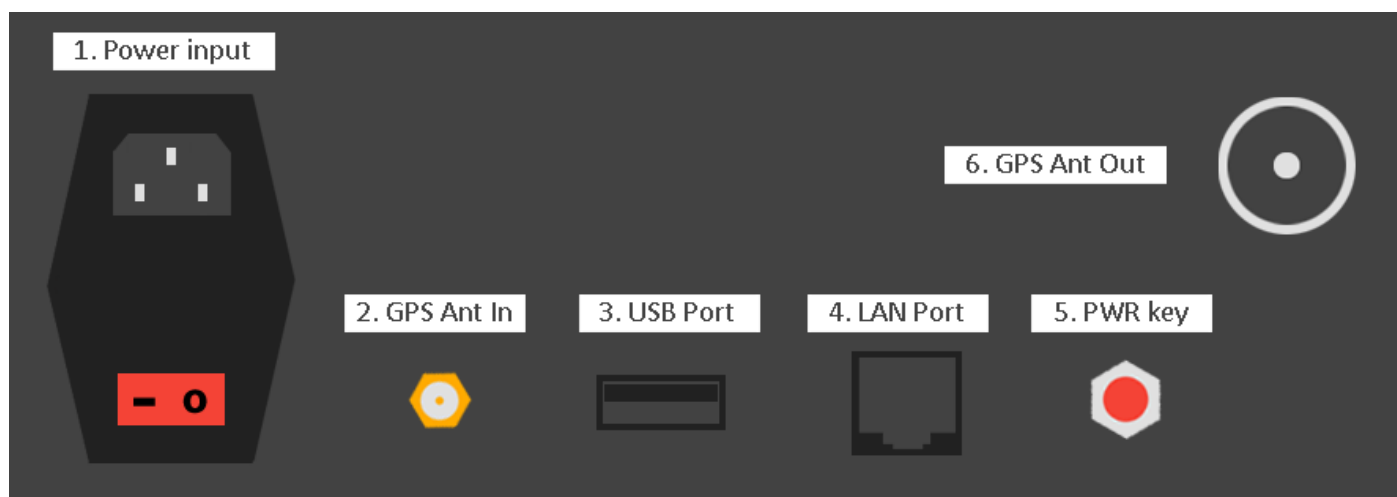 1. Power input
6. GPS Ant Out
2. GPS Ant In
3. USB Port
4. LAN Port
5. PWR key
- o